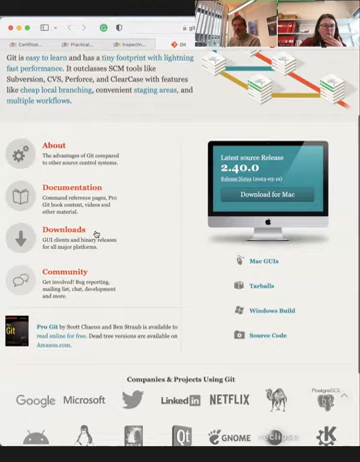 Certificat...
Practical...
Inspectin...
Git
Git is easy to learn and has a tiny footprint with lightning
fast performance. It outclasses SCM tools like
Subversion, CVS, Perforce, and ClearCase with features
like cheap local branching, convenient staging areas, and
multiple workflows.
About
The advantages of Git compared
to other source control systems.
Documentation
Command reference pages, Pro
Git book content, videos and
other material.
Downloads
GUI clients and binary releases
for all major platforms.
Community
Get involved! Bug reporting,
mailing list, chat, development
and more.
Latest source Release
2.40.0
Release Notes (2023-03-12)
Download for Mac
Mac GUIs
Tarballs
Windows Build
Source Code
Pro Git by Scott Chacon and Ben Straub is available to
read online for free. Dead tree versions are available on
Amazon.com.
Git
Companies & Projects Using Git
Google
Microsoft
LinkedIn
NETFLIX
PostgreSQL
Qt
GNOME
eclipse
K